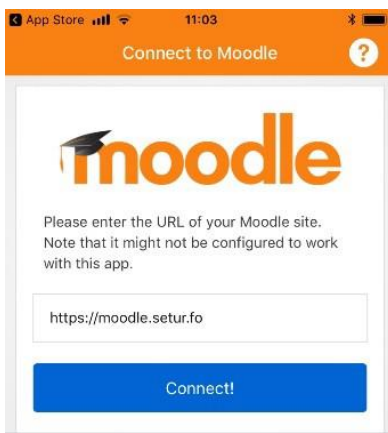 App Store 11:03
Connect to Moodle ?
moodle
Please enter the URL of your Moodle site.
Note that it might not be configured to work
with this app.
https://moodle.setur.fo
Connect!